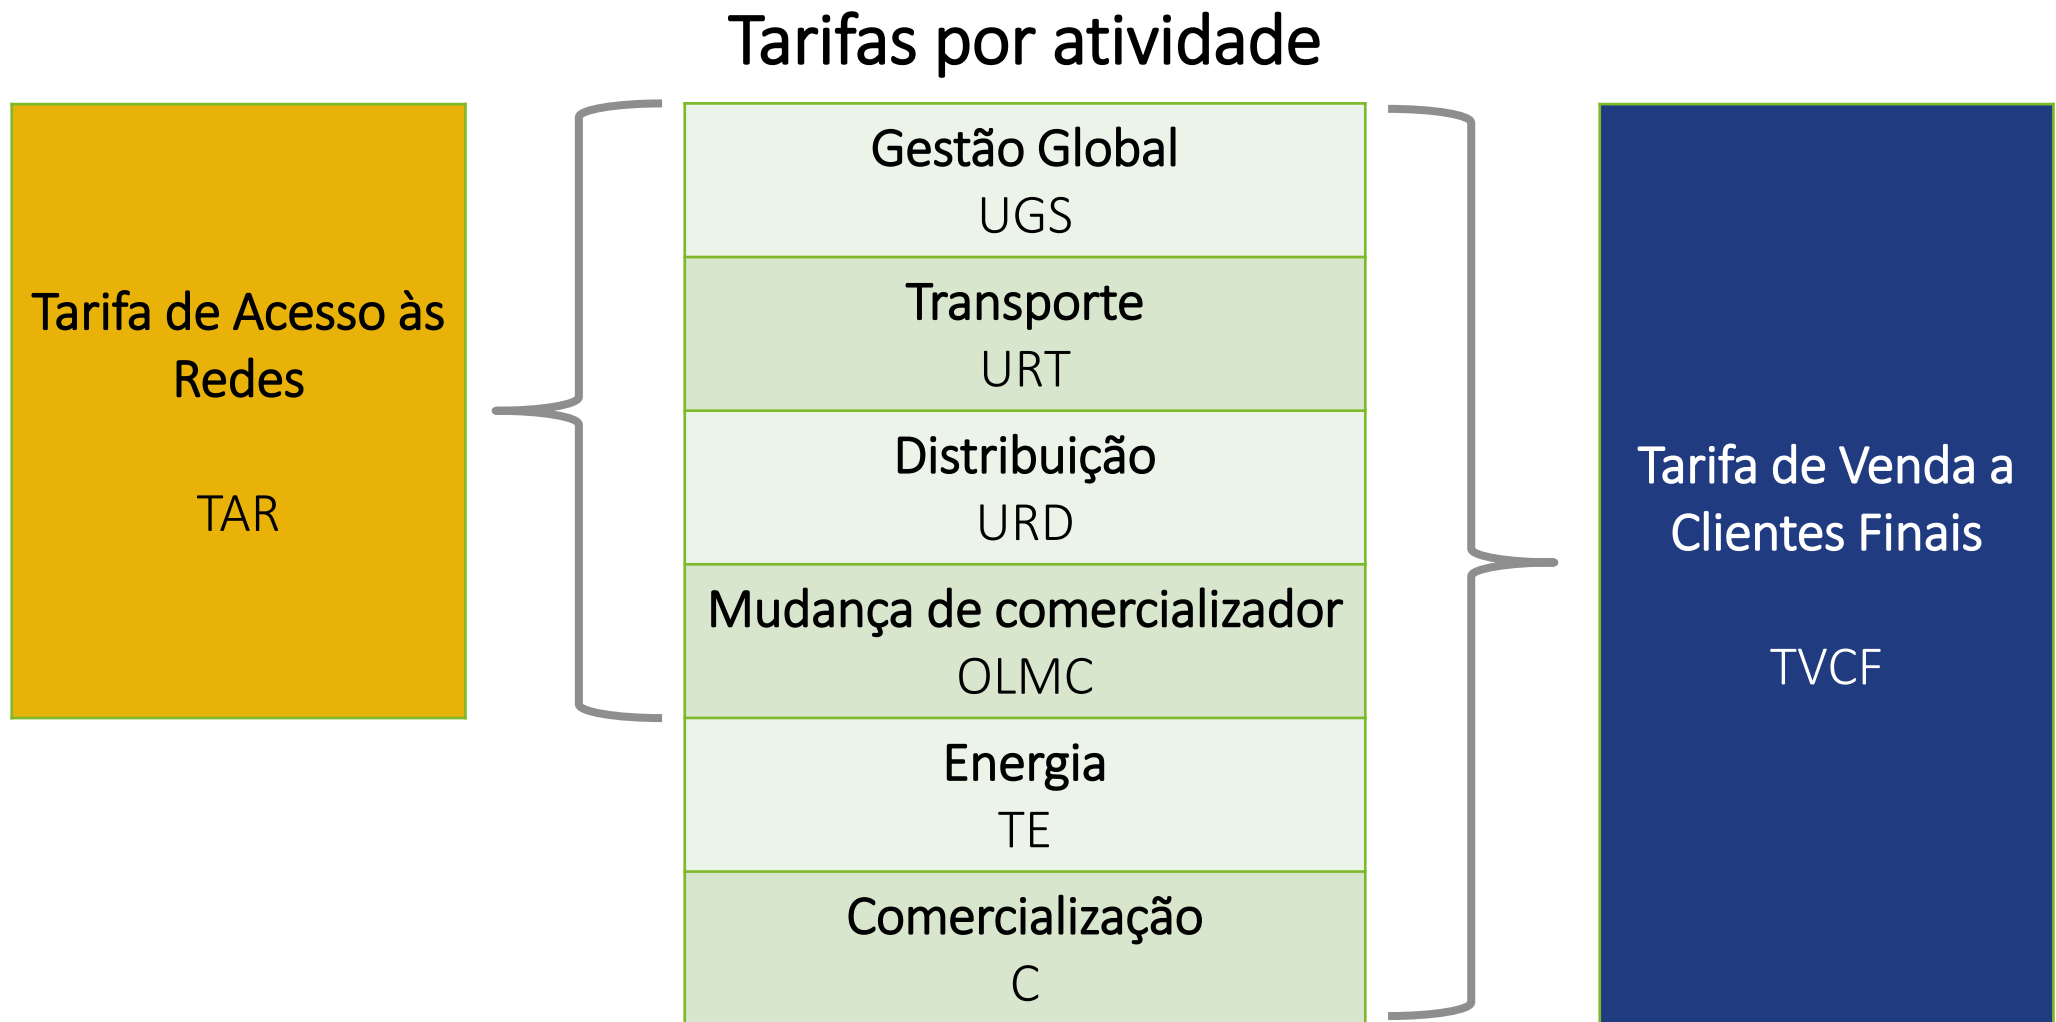 Tarifas por atividade
Tarifa de Acesso às
Redes
TAR
Gestão Global
UGS
Transporte
URT
Distribuição
URD
Mudança de comercializador
OLMC
Energia
TE
Comercialização
C
Tarifa de Venda a
Clientes Finais
TVCF